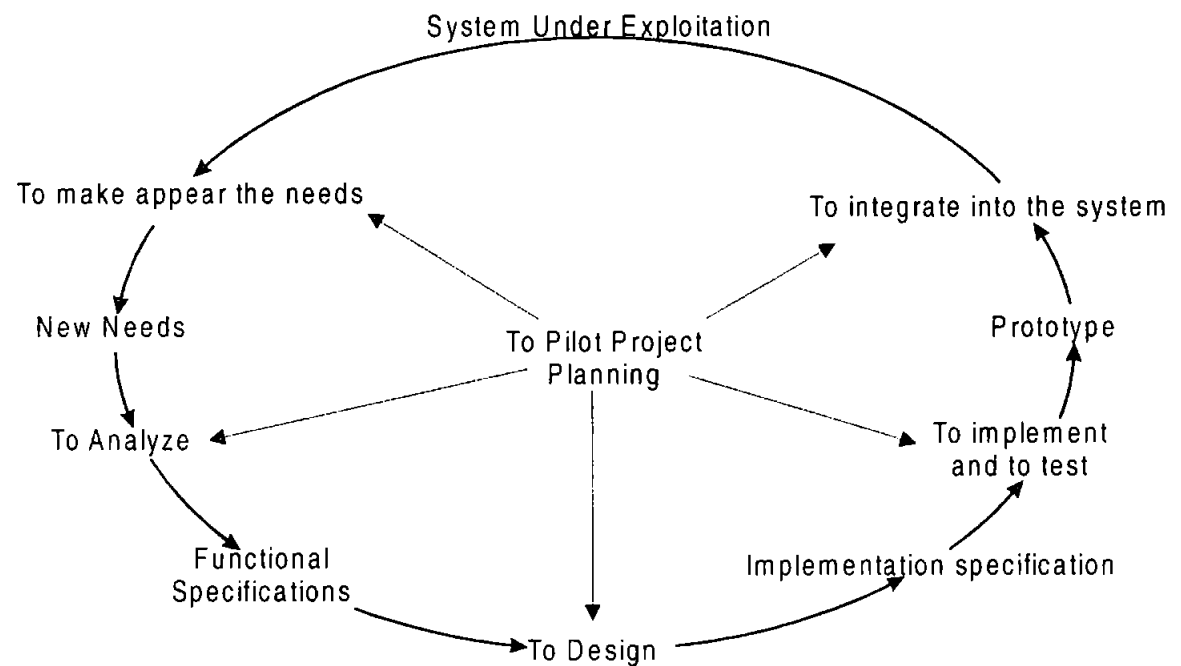 System Under Exploitation
To make appear the needs
To integrate into the system
New Needs
To Pilot Project
Planning
Prototype
To Analyze
To implement
and to test
Functional
Specifications
Implementation specification
To Design